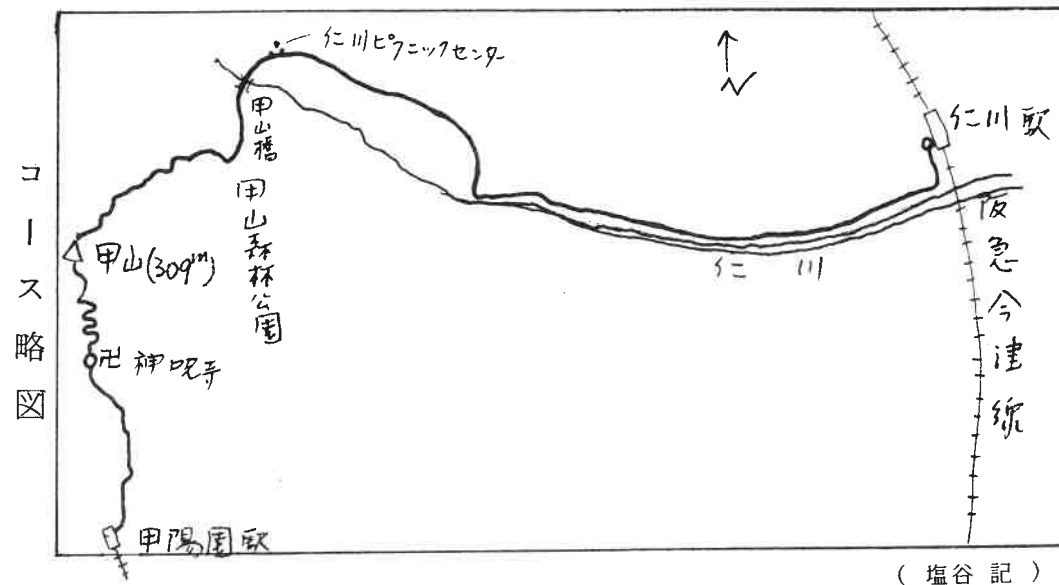 コース略図
仁川ピクニックセンター
N
仁川駅
甲山橋
甲山森林公園
甲山(309m)
仁川
阪急今津線
卍神呪寺
甲陽園駅
(塩谷記)